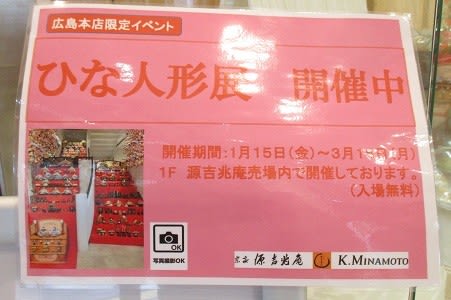 広島本店限定イベント
ひな人形展 開催中
開催期間:1月15日(金)～3月1 (月)
1F 源吉兆庵売場内で開催しております。
(入場無料)
OK
写真撮影OK
源吉兆庵 K.MINAMOTO